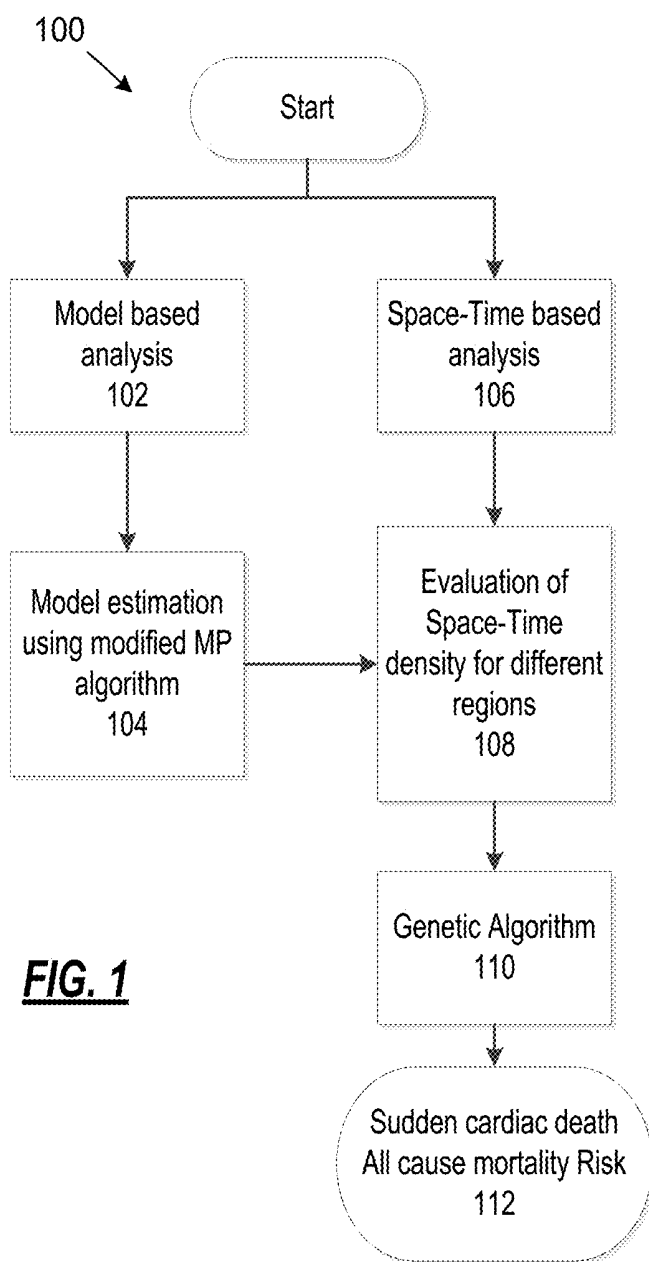 100
Start
Model based
analysis
102
Space-Time based
analysis
106
Model estimation
using modified MP
algorithm
104
Evaluation of
Space-Time
density for different
regions
108
Genetic Algorithm
110
FIG. 1
Sudden cardiac death
All cause mortality Risk
112